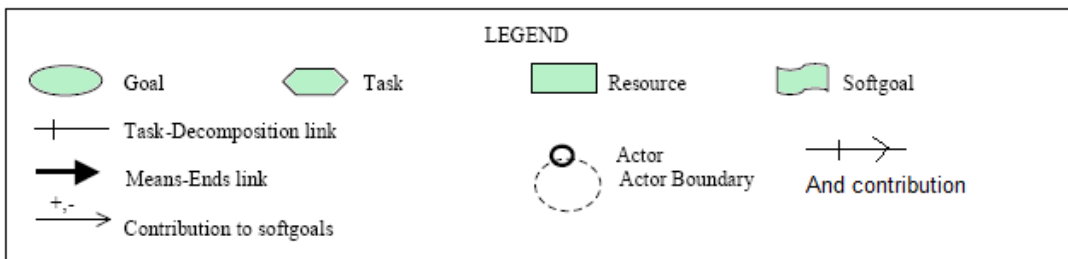 LEGEND
Goal Task Resource Softgoal
Task-Decomposition link
Actor
Means-Ends link
Actor Boundary
And contribution
+,-
Contribution to softgoals